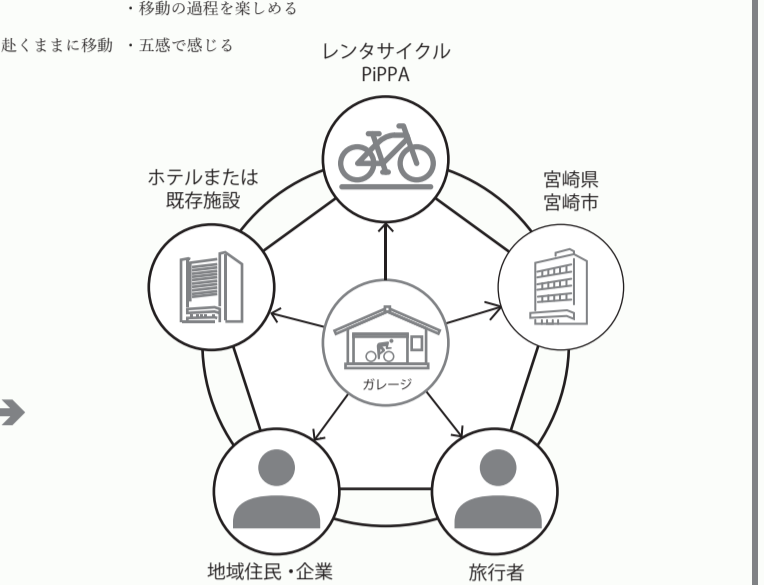 ・移動の過程を楽しめる
赴くままに移動 ・五感で感じる
レンタサイクル
PiPPA
ホテルまたは
既存施設
宮崎県
宮崎市
ガレージ
地域住民・企業
旅行者